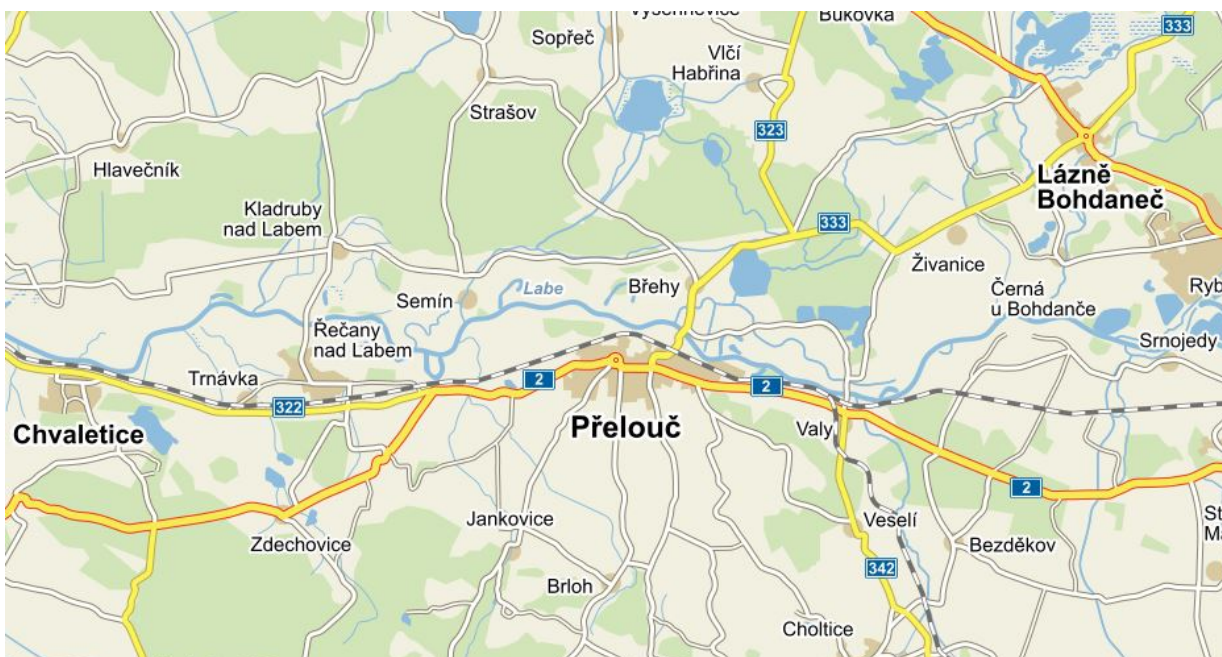 Bukovka
333
Sopřeč
Vlčí
Habřina
Strašov
323
Hlavečník
Lázně
Bohdaneč
Kladruby
nad Labem
333
Živanice
Semín
Labe
Břehy
Černá
u Bohdanče
Řečany
nad Labem
Srnojedy
Trnávka
2
2
322
Přelouč
Valy
Chvaletice
2
Jankovice
Veselí
Zdechovice
Bezděkov
342
Brloh
Choltice